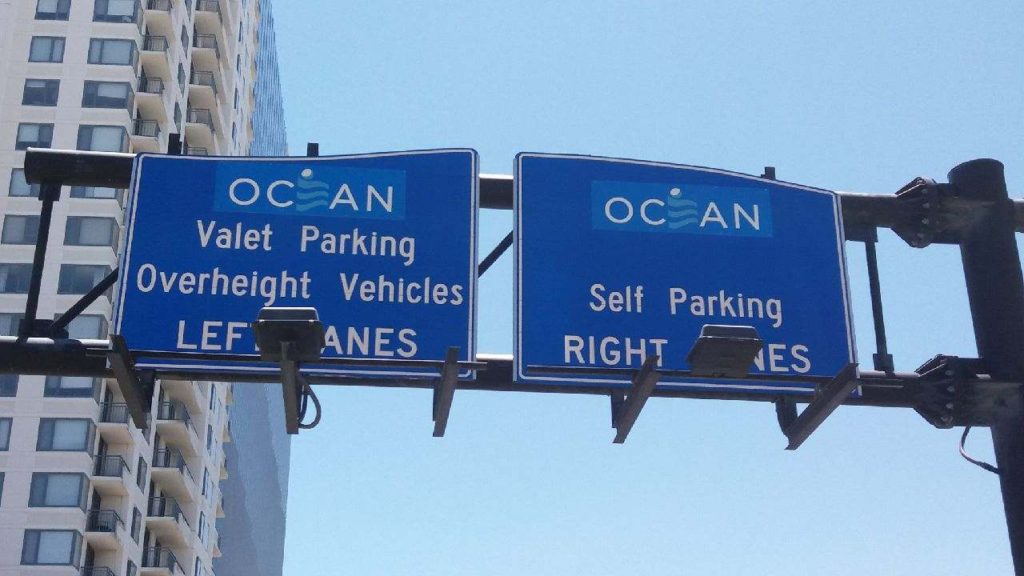 OCEAN
Valet Parking
Overheight Vehicles
LEFT LANES
OCEAN
Self Parking
RIGHT LANES